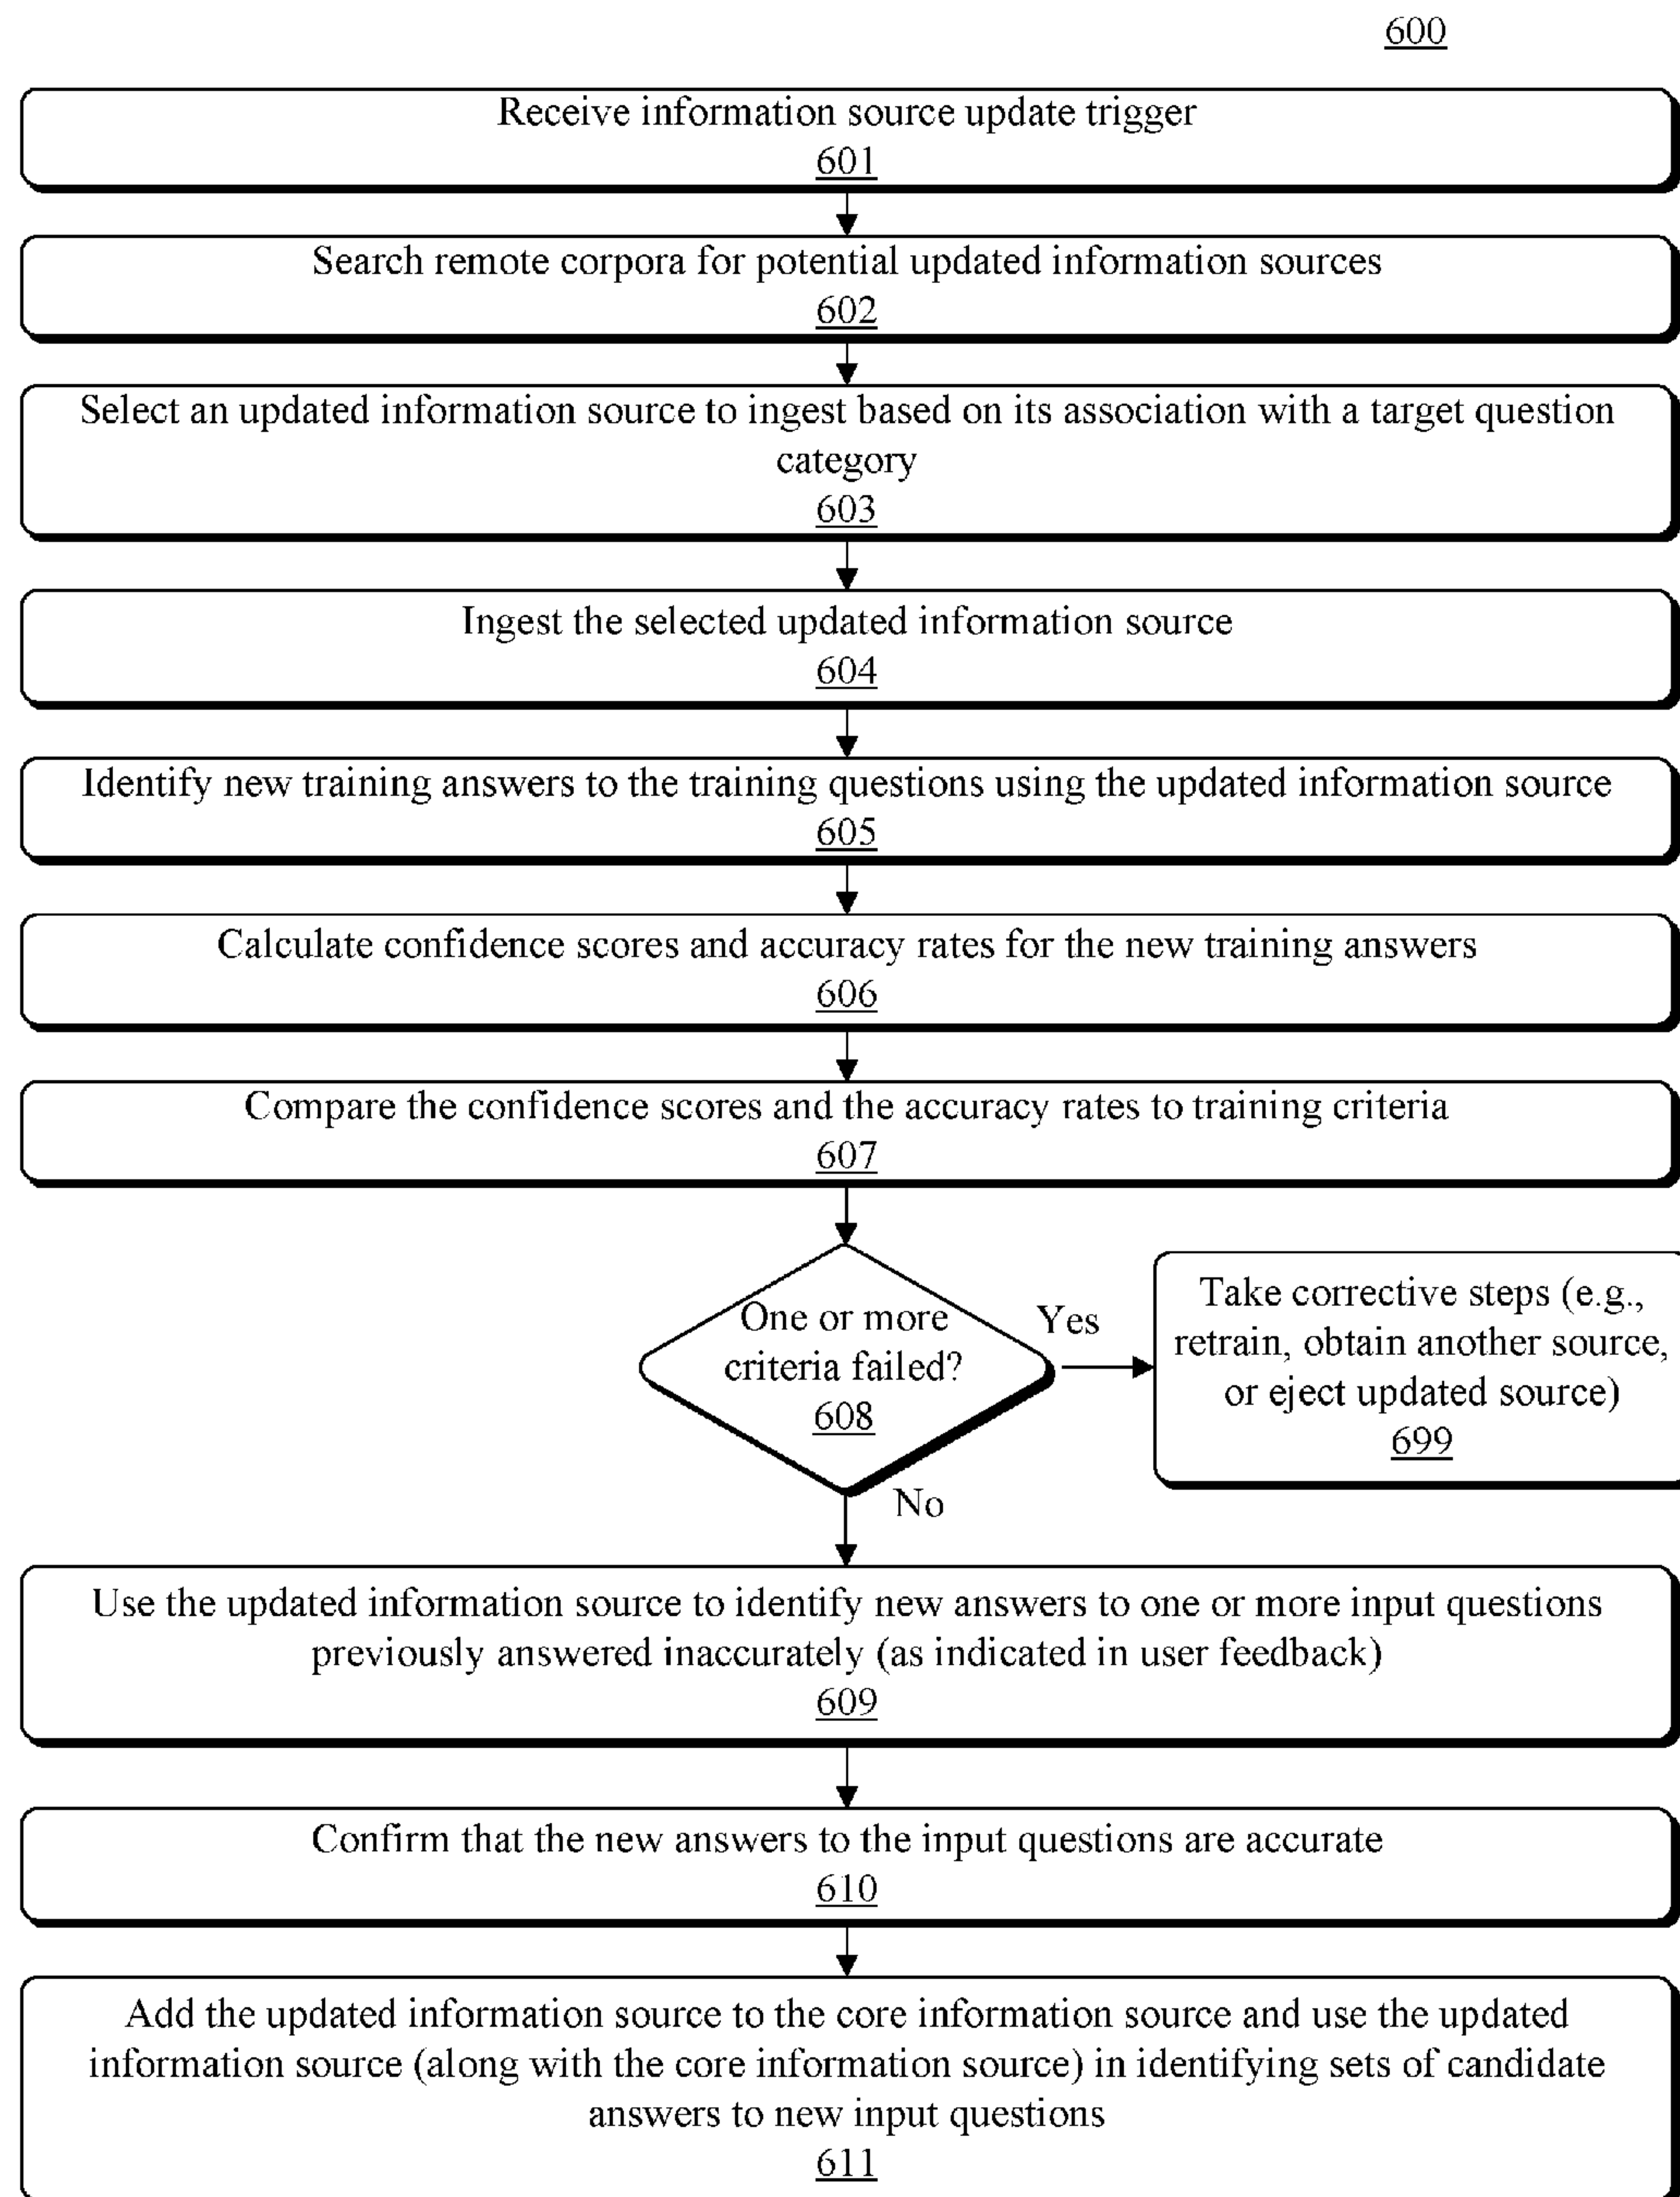 600
Receive information source update trigger
601
Search remote corpora for potential updated information sources
602
Select an updated information source to ingest based on its association with a target question
category
603
Ingest the selected updated information source
604
Identify new training answers to the training questions using the updated information source
605
Calculate confidence scores and accuracy rates for the new training answers
606
Compare the confidence scores and the accuracy rates to training criteria
607
One or more
criteria failed?
608
Yes
Take corrective steps (e.g.,
retrain, obtain another source,
or eject updated source)
699
No
Use the updated information source to identify new answers to one or more input questions
previously answered inaccurately (as indicated in user feedback)
609
Confirm that the new answers to the input questions are accurate
610
Add the updated information source to the core information source and use the updated
information source (along with the core information source) in identifying sets of candidate
answers to new input questions
611